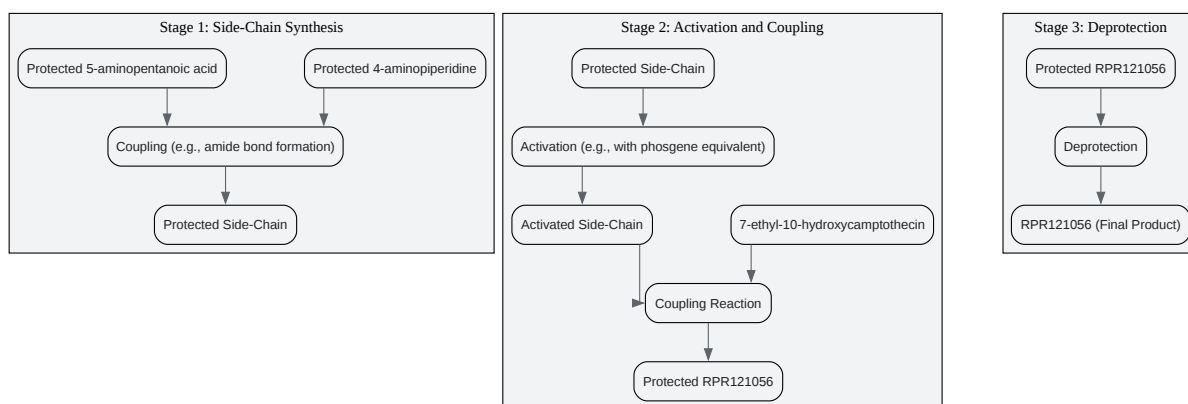 Stage 1: Side-Chain Synthesis
Protected 5-aminopentanoic acid
Protected 4-aminopiperidine
Coupling (e.g., amide bond formation)
Protected Side-Chain
Stage 2: Activation and Coupling
Protected Side-Chain
Activation (e.g., with phosgene equivalent)
Activated Side-Chain
7-ethyl-10-hydroxycamptothecin
Coupling Reaction
Protected RPR121056
Stage 3: Deprotection
Protected RPR121056
Deprotection
RPR121056 (Final Product)